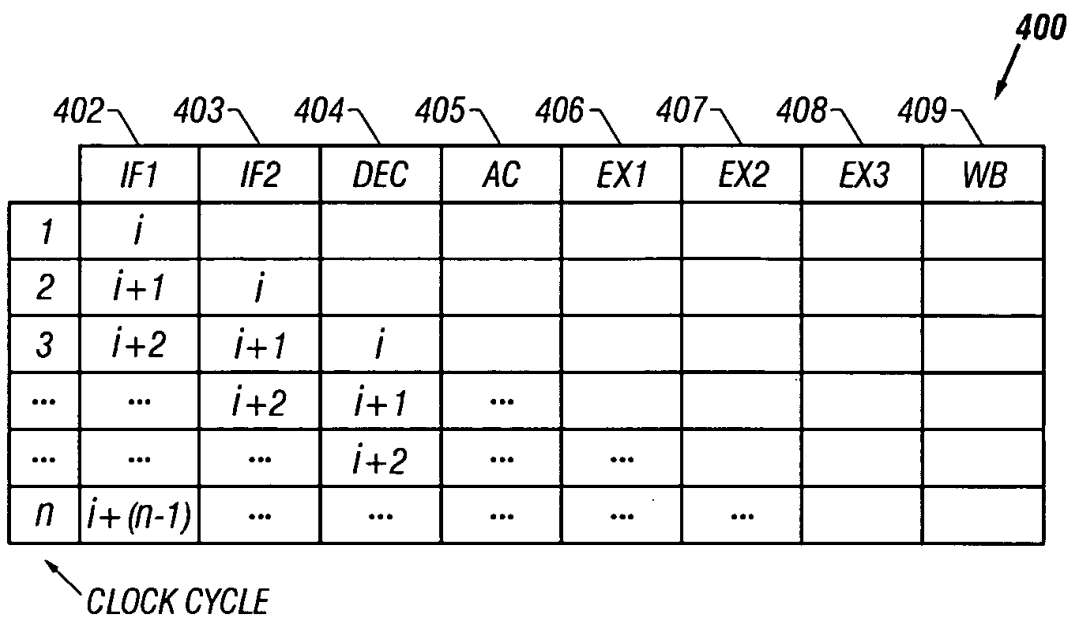 400
402 403 404 405 406 407 408 409
IF1 IF2 DEC AC EX1 EX2 EX3 WB
1 i
2 i+1 i
3 i+2 i+1 i
... ... i+2 i+1 ...
... ... ... i+2 ... ...
n i+(n-1) ... ... ... ... ...
CLOCK CYCLE